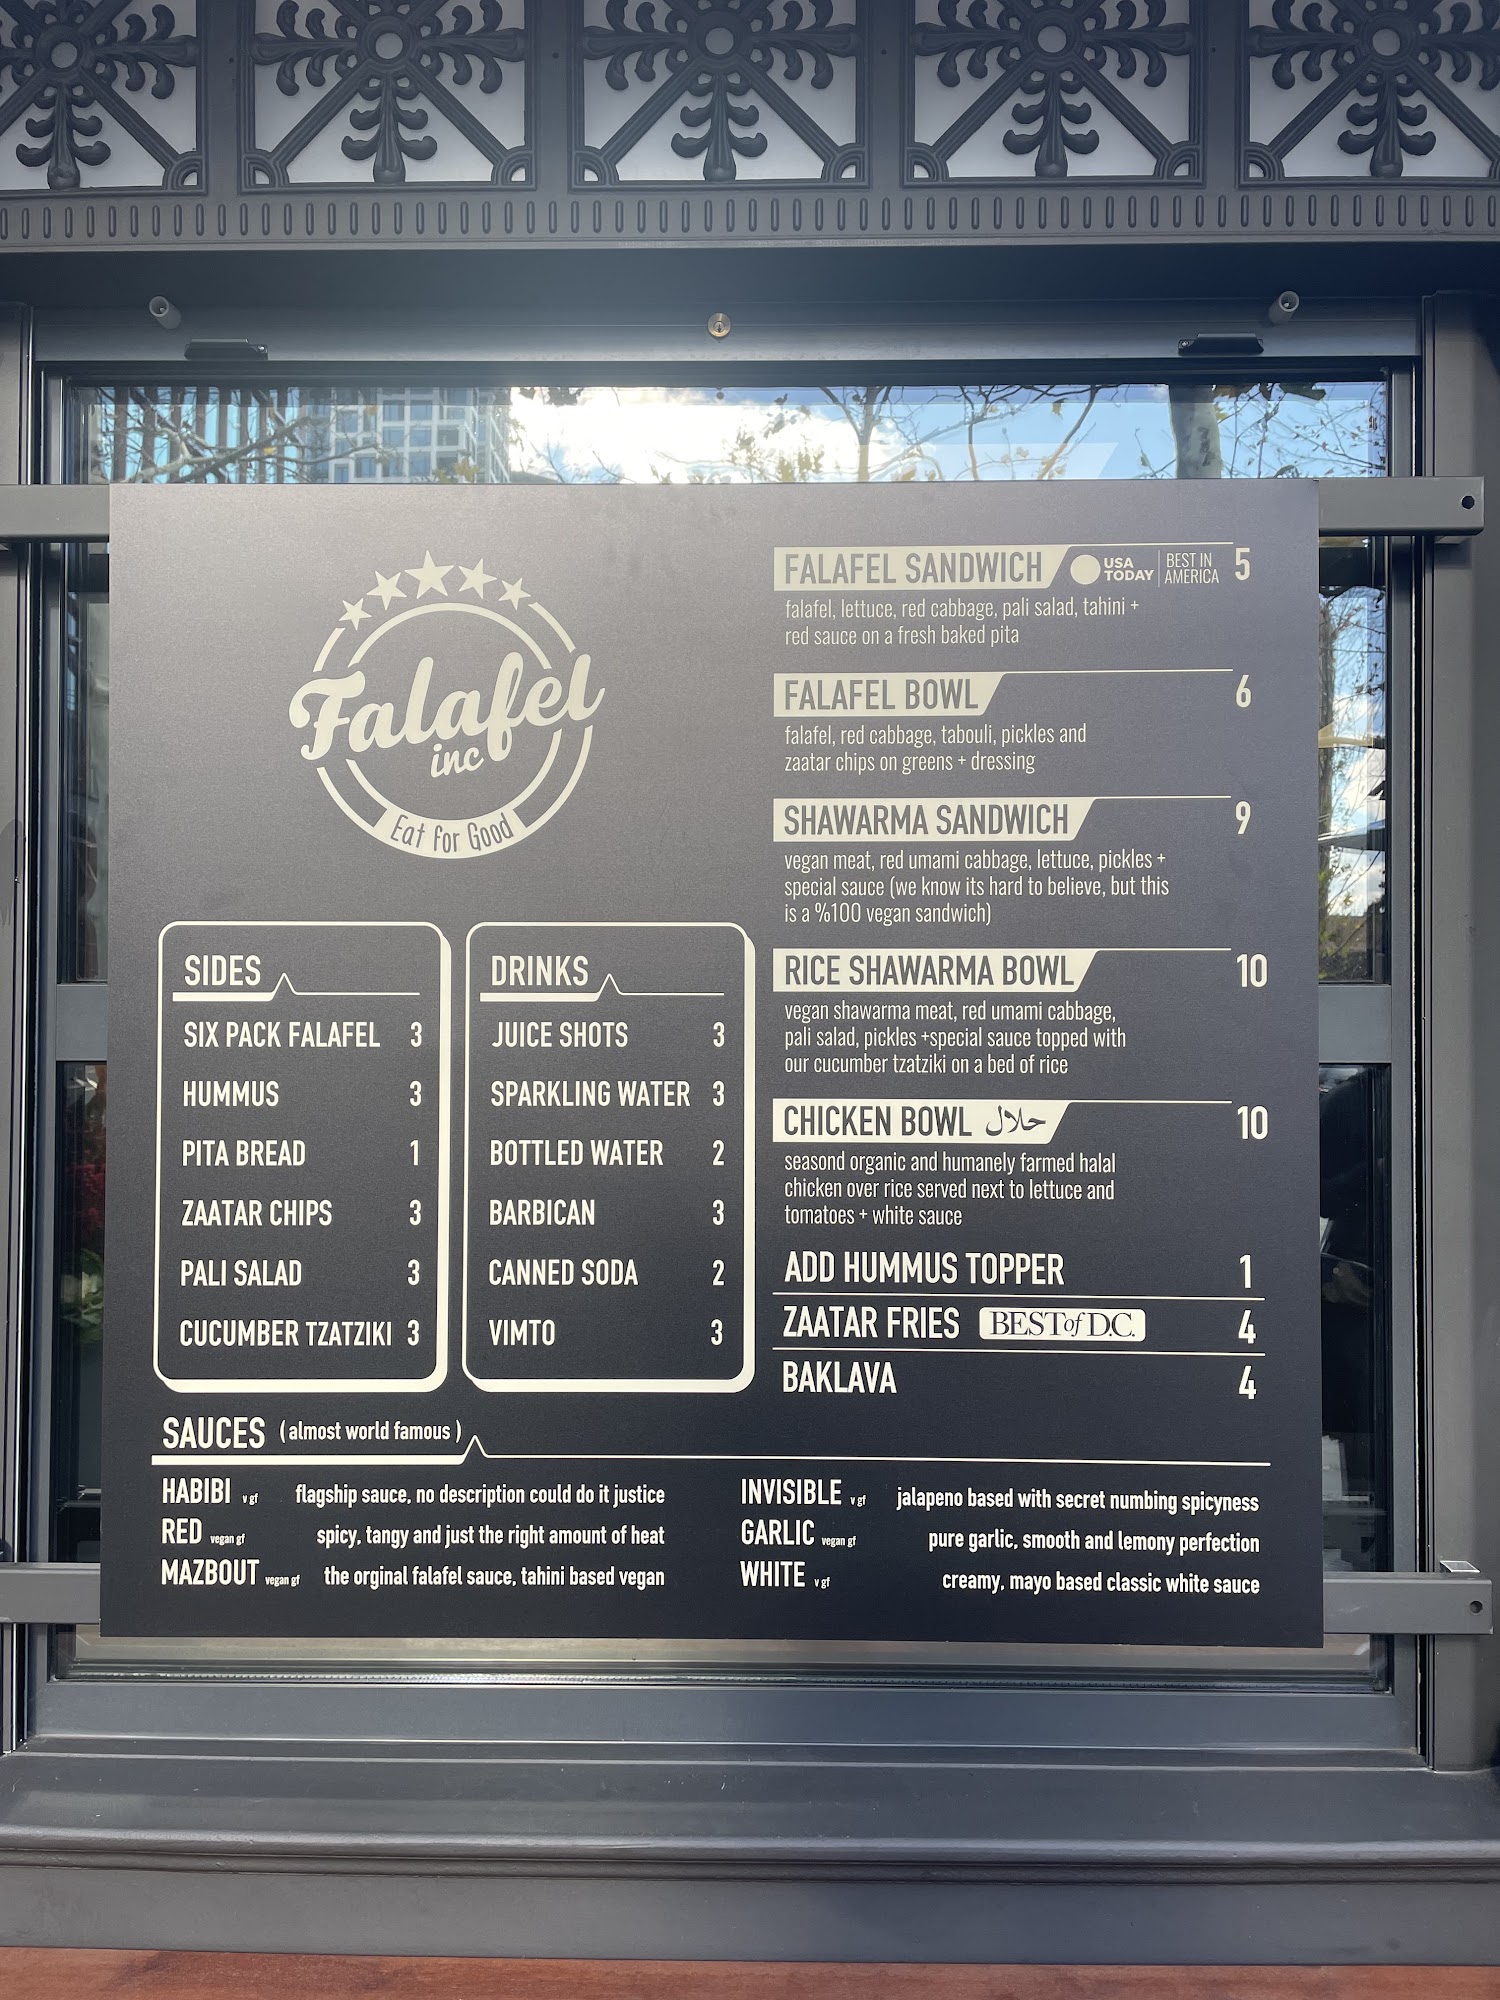 Falafel
inc
Eat for Good
FALAFEL SANDWICH USA TODAY BEST IN AMERICA 5
falafel, lettuce, red cabbage, pali salad, tahini +
red sauce on a fresh baked pita
FALAFEL BOWL 6
falafel, red cabbage, tabouli, pickles and
zaatar chips on greens + dressing
SHAWARMA SANDWICH 9
vegan meat, red umami cabbage, lettuce, pickles +
special sauce (we know its hard to believe, but this
is a %100 vegan sandwich)
RICE SHAWARMA BOWL 10
vegan shawarma meat, red umami cabbage,
pali salad, pickles +special sauce topped with
our cucumber tzatziki on a bed of rice
CHICKEN BOWL حلال 10
seasond organic and humanely farmed halal
chicken over rice served next to lettuce and
tomatoes + white sauce
ADD HUMMUS TOPPER 1
ZAATAR FRIES BEST of D.C. 4
BAKLAVA 4
SIDES
SIX PACK FALAFEL 3
HUMMUS 3
PITA BREAD 1
ZAATAR CHIPS 3
PALI SALAD 3
CUCUMBER TZATZIKI 3
DRINKS
JUICE SHOTS 3
SPARKLING WATER 3
BOTTLED WATER 2
BARBICAN 3
CANNED SODA 2
VIMTO 3
SAUCES (almost world famous)
HABIBI v gf flagship sauce, no description could do it justice
RED vegan gf spicy, tangy and just the right amount of heat
MAZBOUT vegan gf the orginal falafel sauce, tahini based vegan
INVISIBLE v gf jalapeno based with secret numbing spicyness
GARLIC vegan gf pure garlic, smooth and lemony perfection
WHITE v gf creamy, mayo based classic white sauce